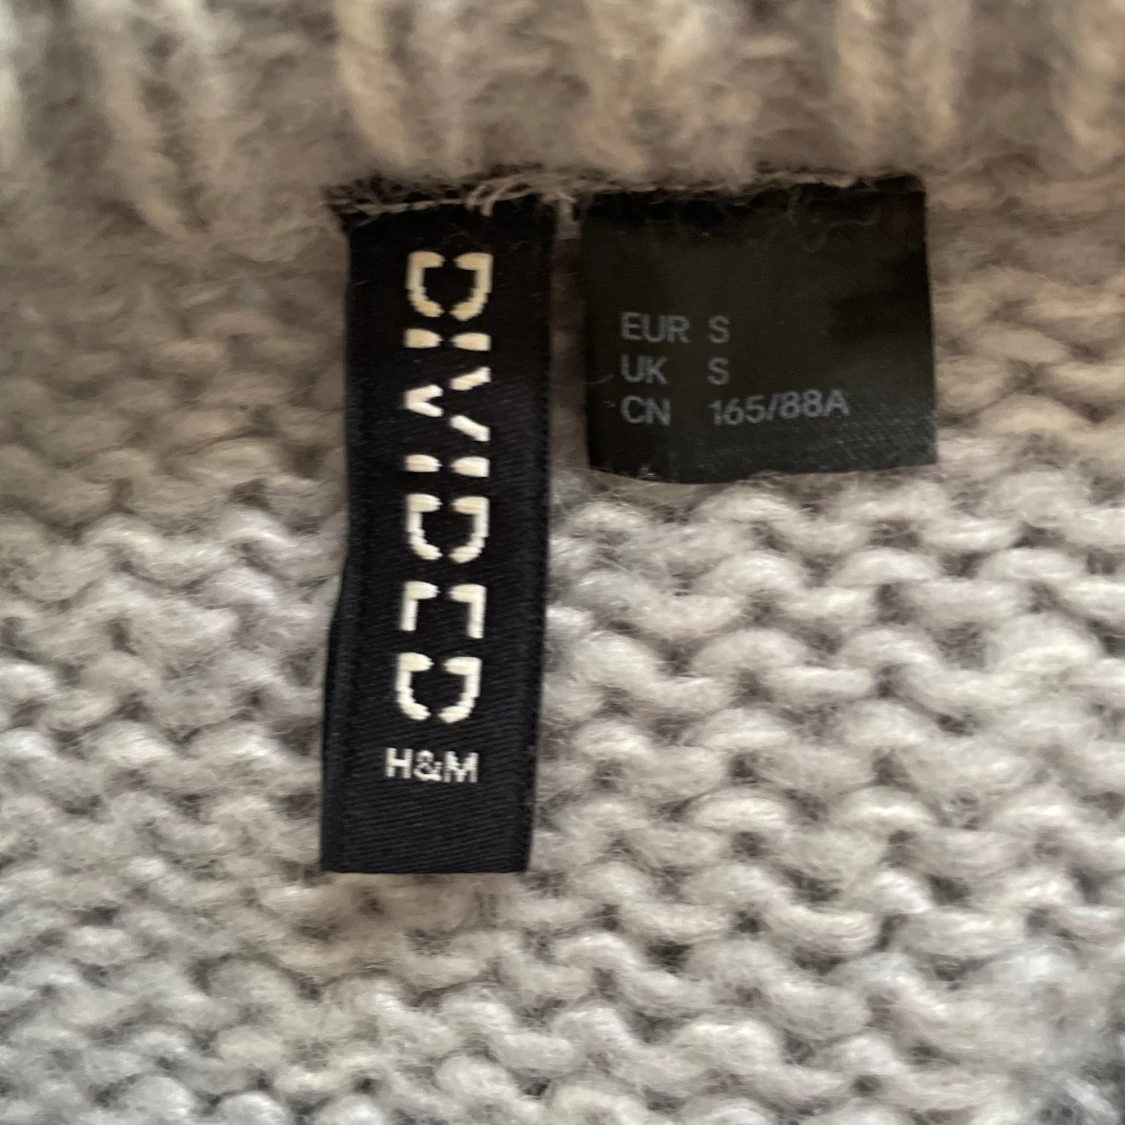 DIVIDED
H&M
EUR S
UK S
CN 165/88A